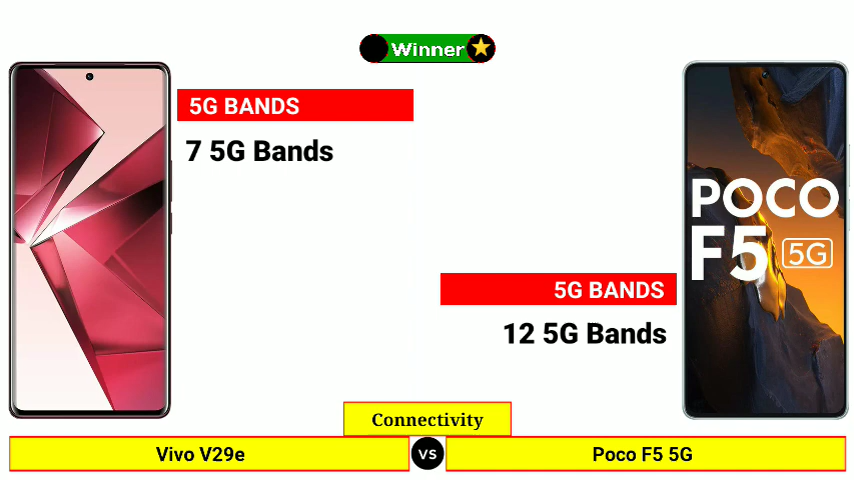 Winner
5G BANDS
7 5G Bands
POCO
F5 5G
5G BANDS
12 5G Bands
Connectivity
Vivo V29e
VS
Poco F5 5G